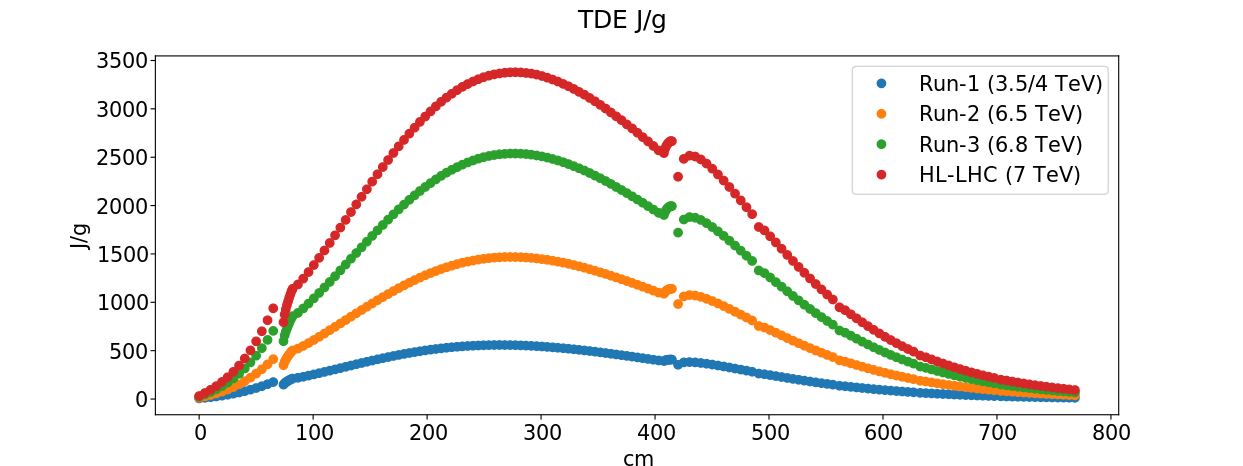 TDE J/g
3500
3000
2500
2000
1500
1000
500
0
J/g
0 100 200 300 400 500 600 700 800
cm
Run-1 (3.5/4 TeV)
Run-2 (6.5 TeV)
Run-3 (6.8 TeV)
HL-LHC (7 TeV)